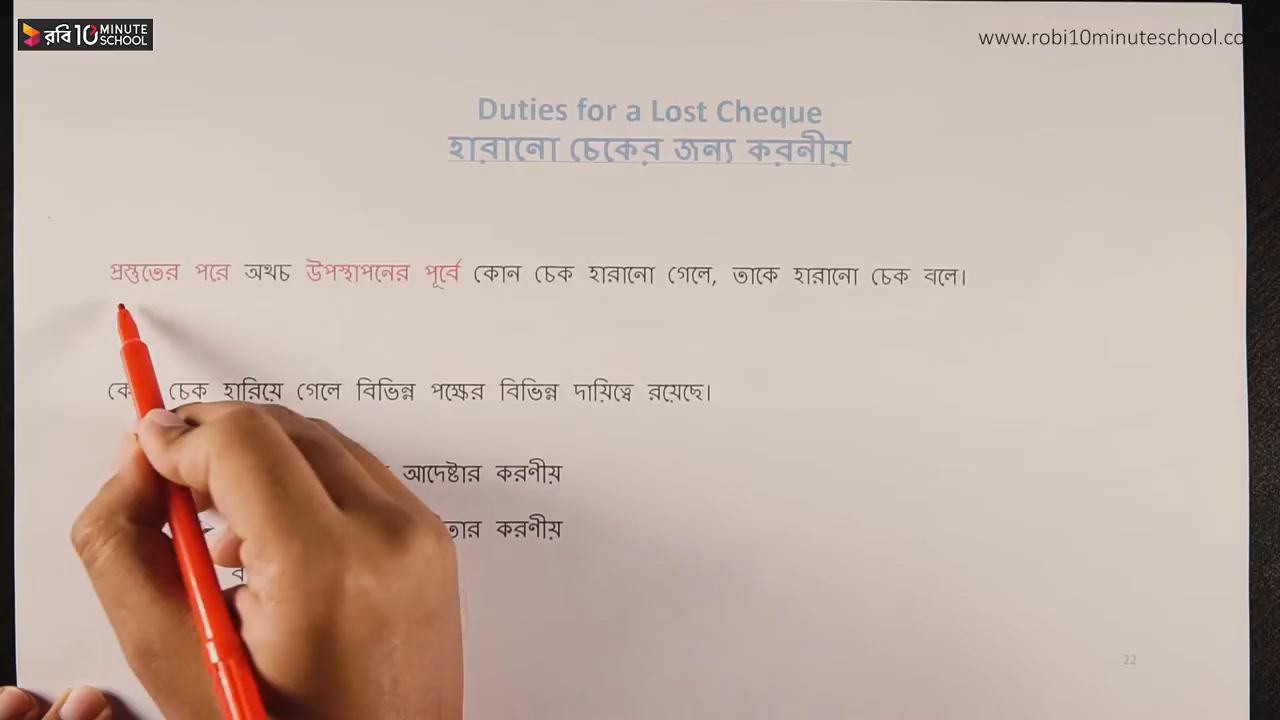 রবি 10 MINUTE SCHOOL
www.robi10minuteschool.co
Duties for a Lost Cheque
হারানো চেকের জন্য করনীয়
প্রস্তুতের পরে অথচ উপস্থাপনের পূর্বে কোন চেক হারানো গেলে, তাকে হারানো চেক বলে।
চেক হারিয়ে গেলে বিভিন্ন পক্ষের বিভিন্ন দায়িত্বে রয়েছে।
আদেষ্টার করণীয়
করণীয়
22